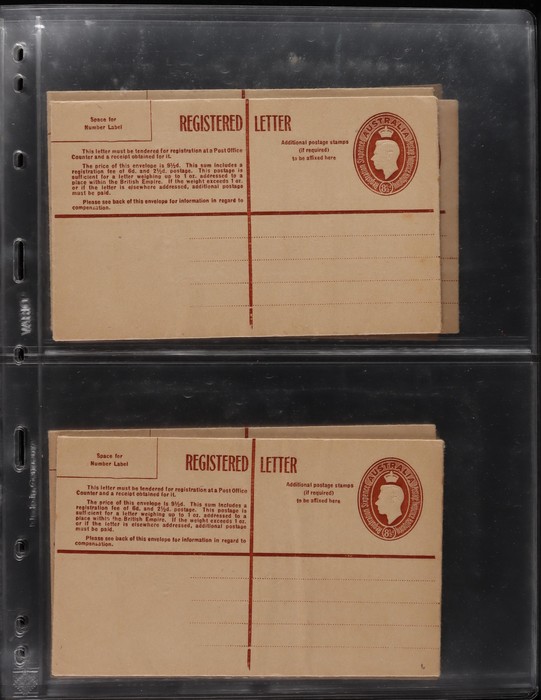 Space for
Number Label
REGISTERED LETTER
Additional postage stamps
(if required)
to be affixed here
AUSTRALIA
8½
This letter must be tendered for registration at a Post Office
Counter and a receipt obtained for it.
The price of this envelope is 9½d. This sum includes a
registration fee of 6d. and 2½d. postage. This postage is
sufficient for a letter weighing up to 1 oz. addressed to a
place within the British Empire. If the weight exceeds 1 oz.
or if the letter is elsewhere addressed, additional postage
must be paid.
Please see back of this envelope for information in regard to
compensation.
VARIO
Space for
Number Label
REGISTERED LETTER
Additional postage stamps
(if required)
to be affixed here
AUSTRALIA
8½
This letter must be tendered for registration at a Post Office
Counter and a receipt obtained for it.
The price of this envelope is 9½d. This sum includes a
registration fee of 6d. and 2½d. postage. This postage is
sufficient for a letter weighing up to 1 oz. addressed to a
place within the British Empire. If the weight exceeds 1 oz.
or if the letter is elsewhere addressed, additional postage
must be paid.
Please see back of this envelope for information in regard to
compensation.